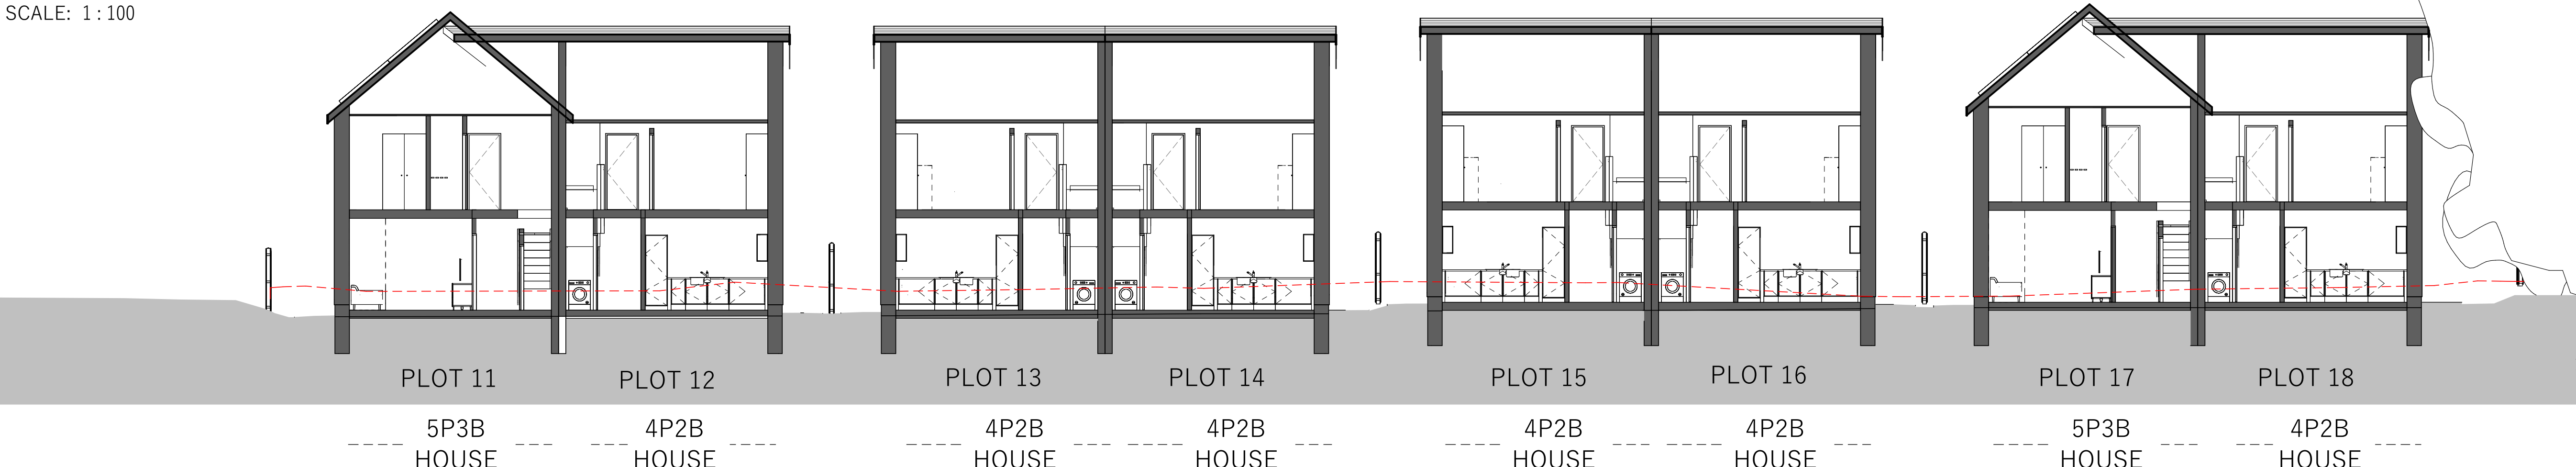 SCALE: 1 : 100
PLOT 11 PLOT 12 PLOT 13 PLOT 14 PLOT 15 PLOT 16 PLOT 17 PLOT 18
5P3B 4P2B 4P2B 4P2B 4P2B 4P2B 5P3B 4P2B
HOUSE HOUSE HOUSE HOUSE HOUSE HOUSE HOUSE HOUSE